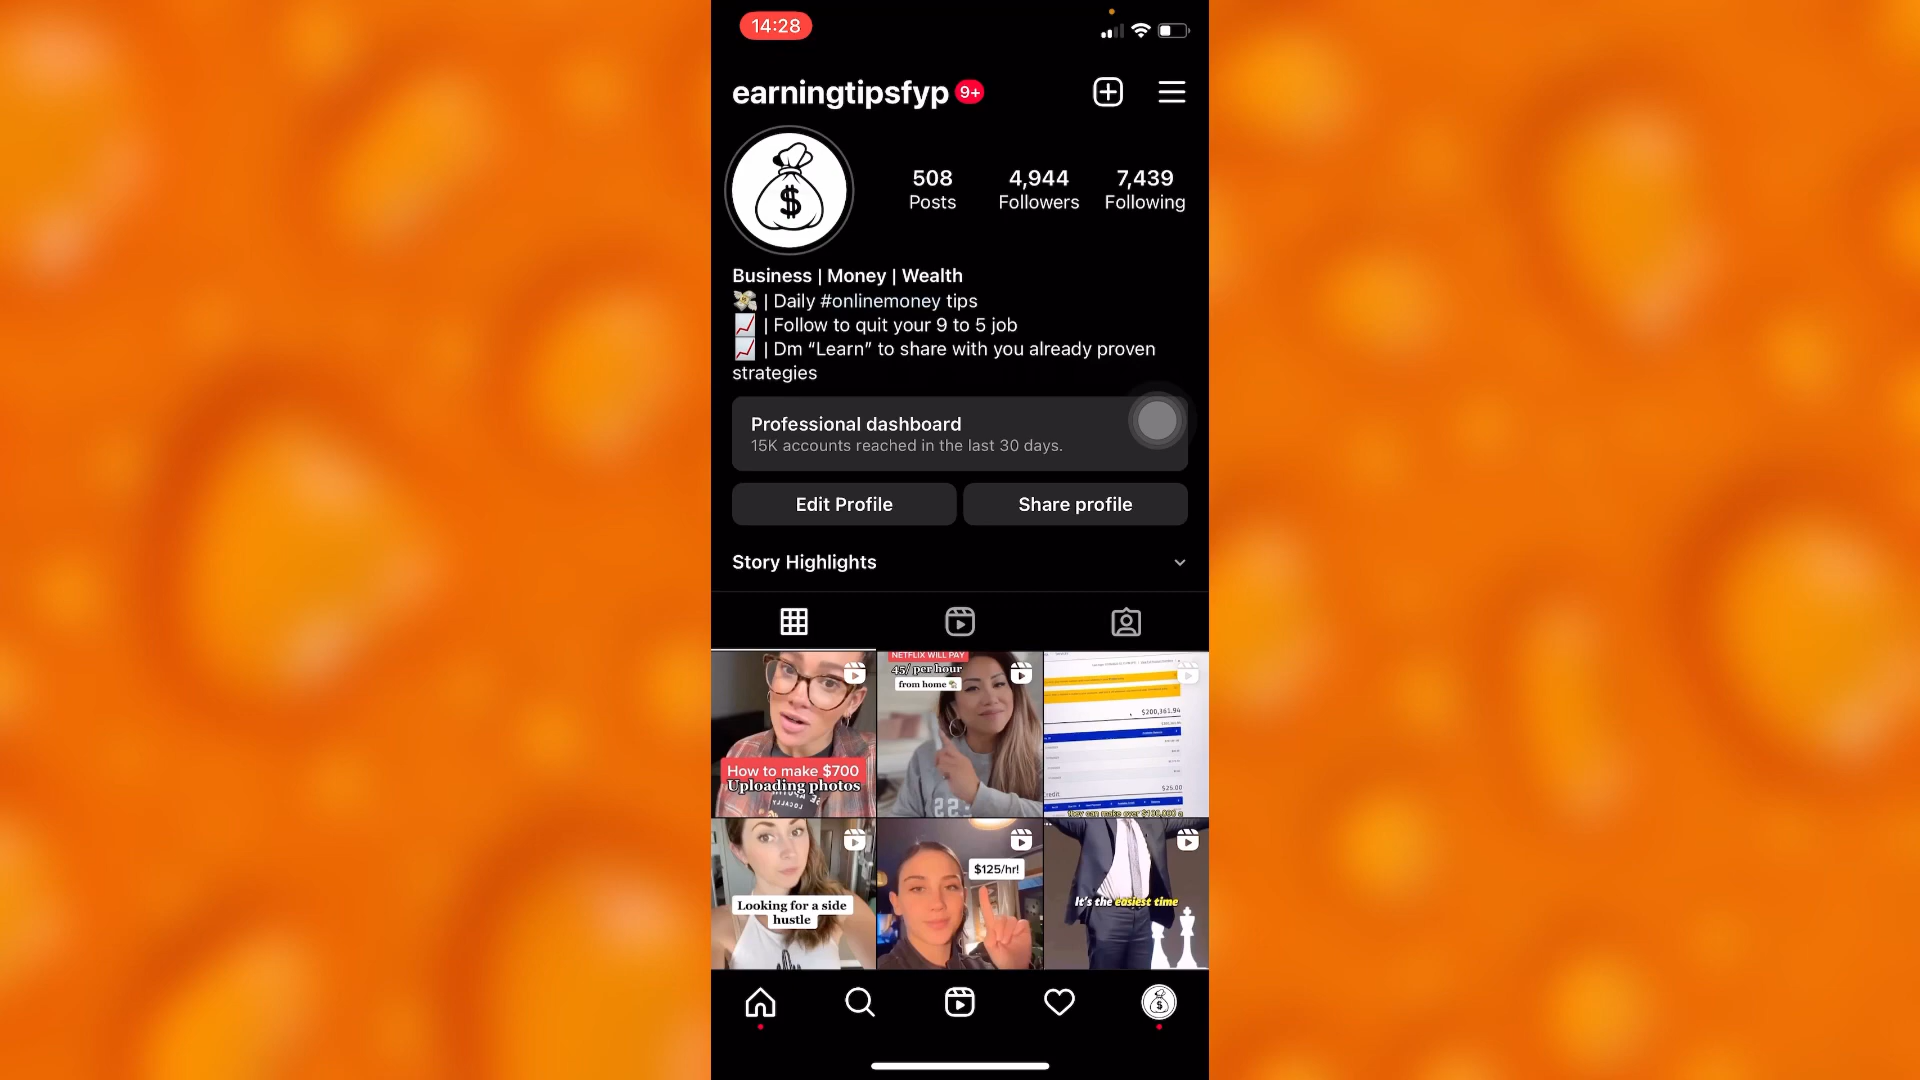 14:28
earningtipsfyp 9+
$
508
Posts
4,944
Followers
7,439
Following
Business | Money | Wealth
💸 | Daily #onlinemoney tips
📈 | Follow to quit your 9 to 5 job
📈 | Dm “Learn” to share with you already proven
strategies
Professional dashboard
15K accounts reached in the last 30 days.
Edit Profile
Share profile
Story Highlights
How to make $700
Uploading photos
NETFLIX WILL PAY
45/ per hour
from home
$200,361.94
$25.00
Looking for a side
hustle
$125/hr!
It's the easiest time
$